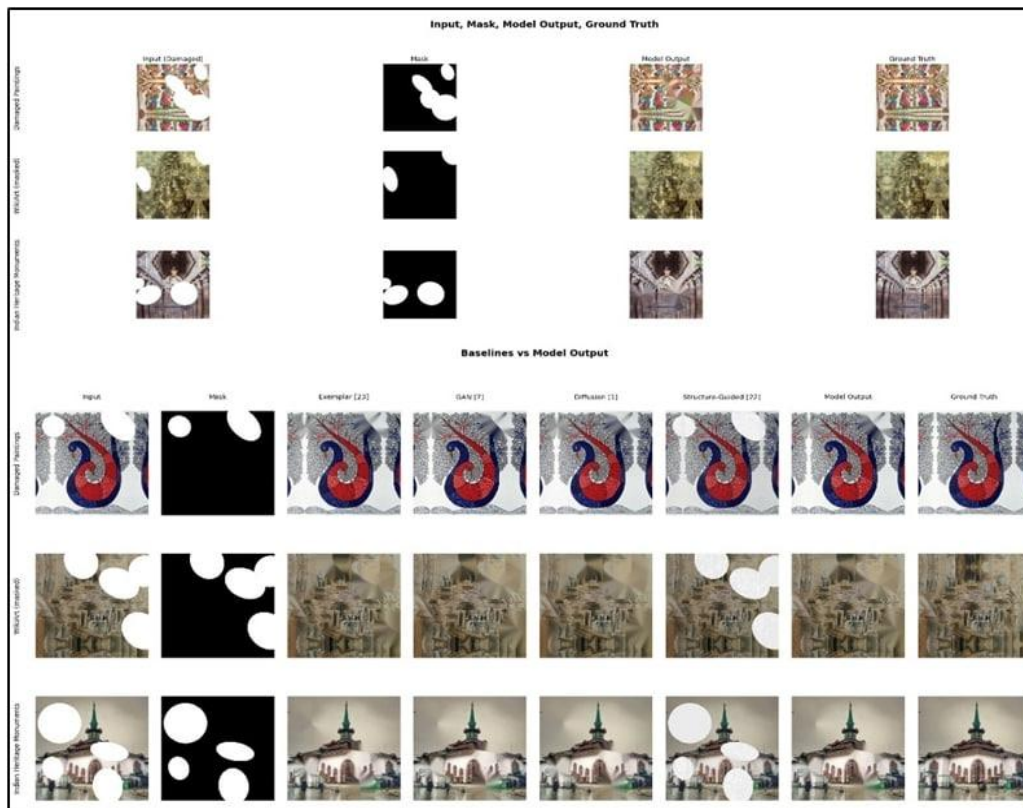 Input, Mask, Model Output, Ground Truth
Input (Damaged) Mask Model Output Ground Truth
Damaged Paintings
WikiArt (masked)
Indian Heritage Monuments
Baselines vs Model Output
Input Mask Exemplar [23] GAN [7] Diffusion [1] Structure-Guided [22] Model Output Ground Truth
Damaged Paintings
WikiArt (masked)
Indian Heritage Monuments